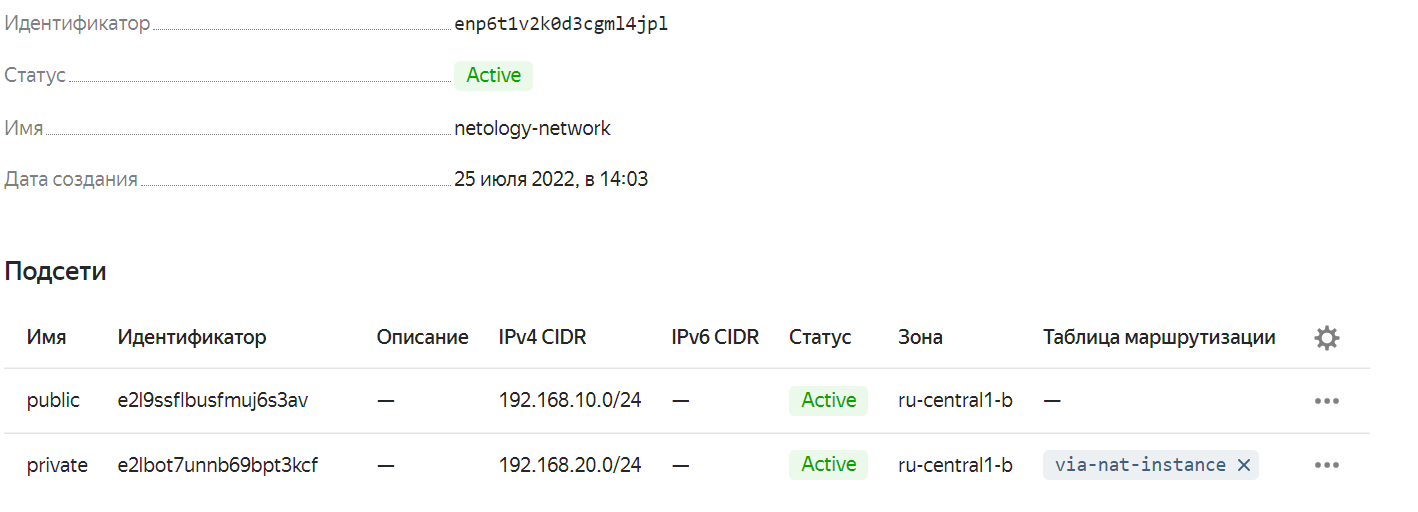 Идентификатор enp6t1v2k0d3cgml4jpl
Статус Active
Имя netology-network
Дата создания 25 июля 2022, в 14:03
Подсети
Имя Идентификатор Описание IPv4 CIDR IPv6 CIDR Статус Зона Таблица маршрутизации
public e2l9ssflbusfmuj6s3av — 192.168.10.0/24 — Active ru-central1-b —
private e2lbot7unnb69bpt3kcf — 192.168.20.0/24 — Active ru-central1-b via-nat-instance